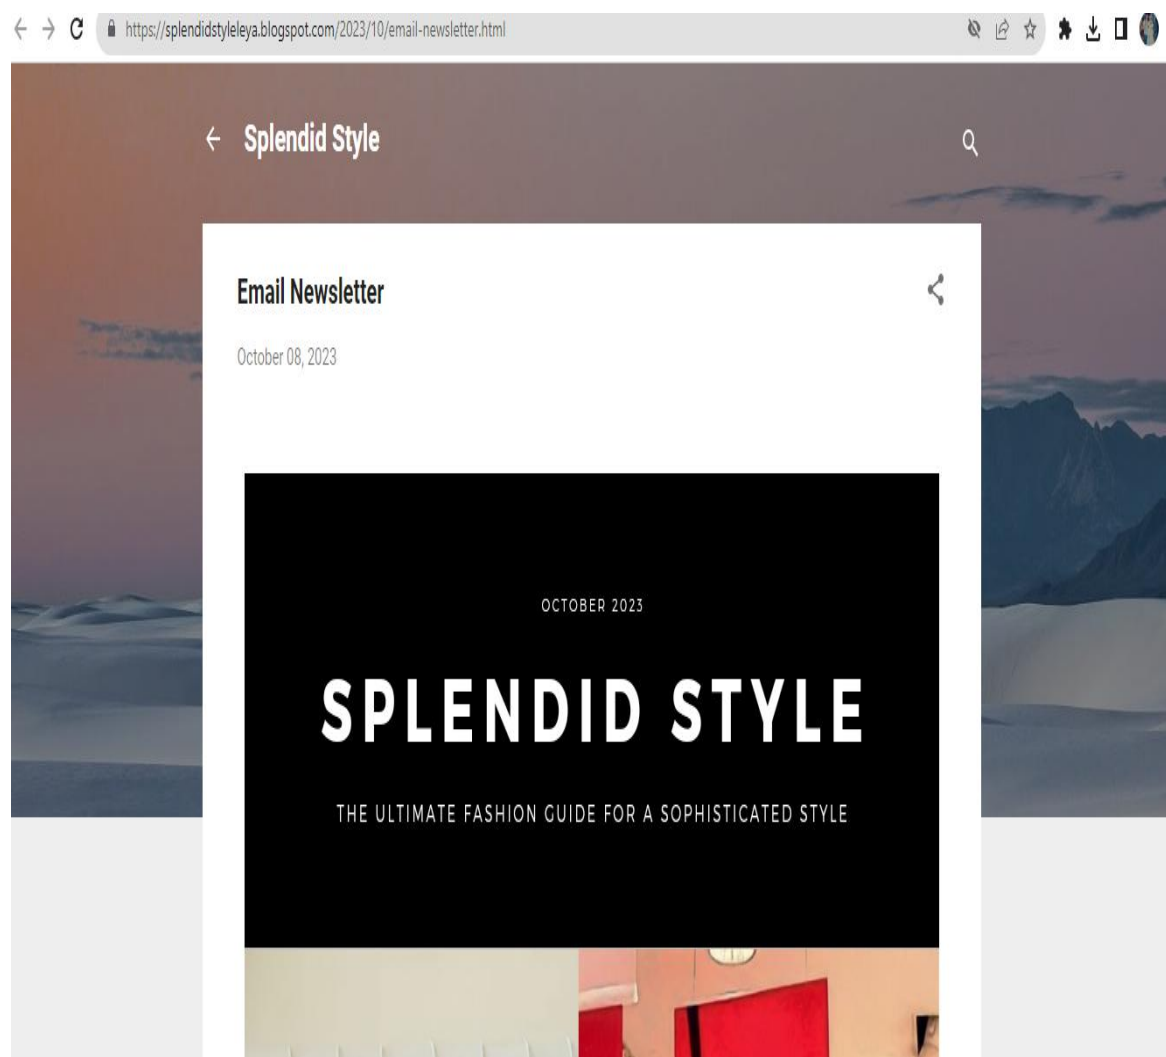 https://splendidstyleleya.blogspot.com/2023/10/email-newsletter.html
Splendid Style
Email Newsletter
October 08, 2023
OCTOBER 2023
SPLENDID STYLE
THE ULTIMATE FASHION GUIDE FOR A SOPHISTICATED STYLE